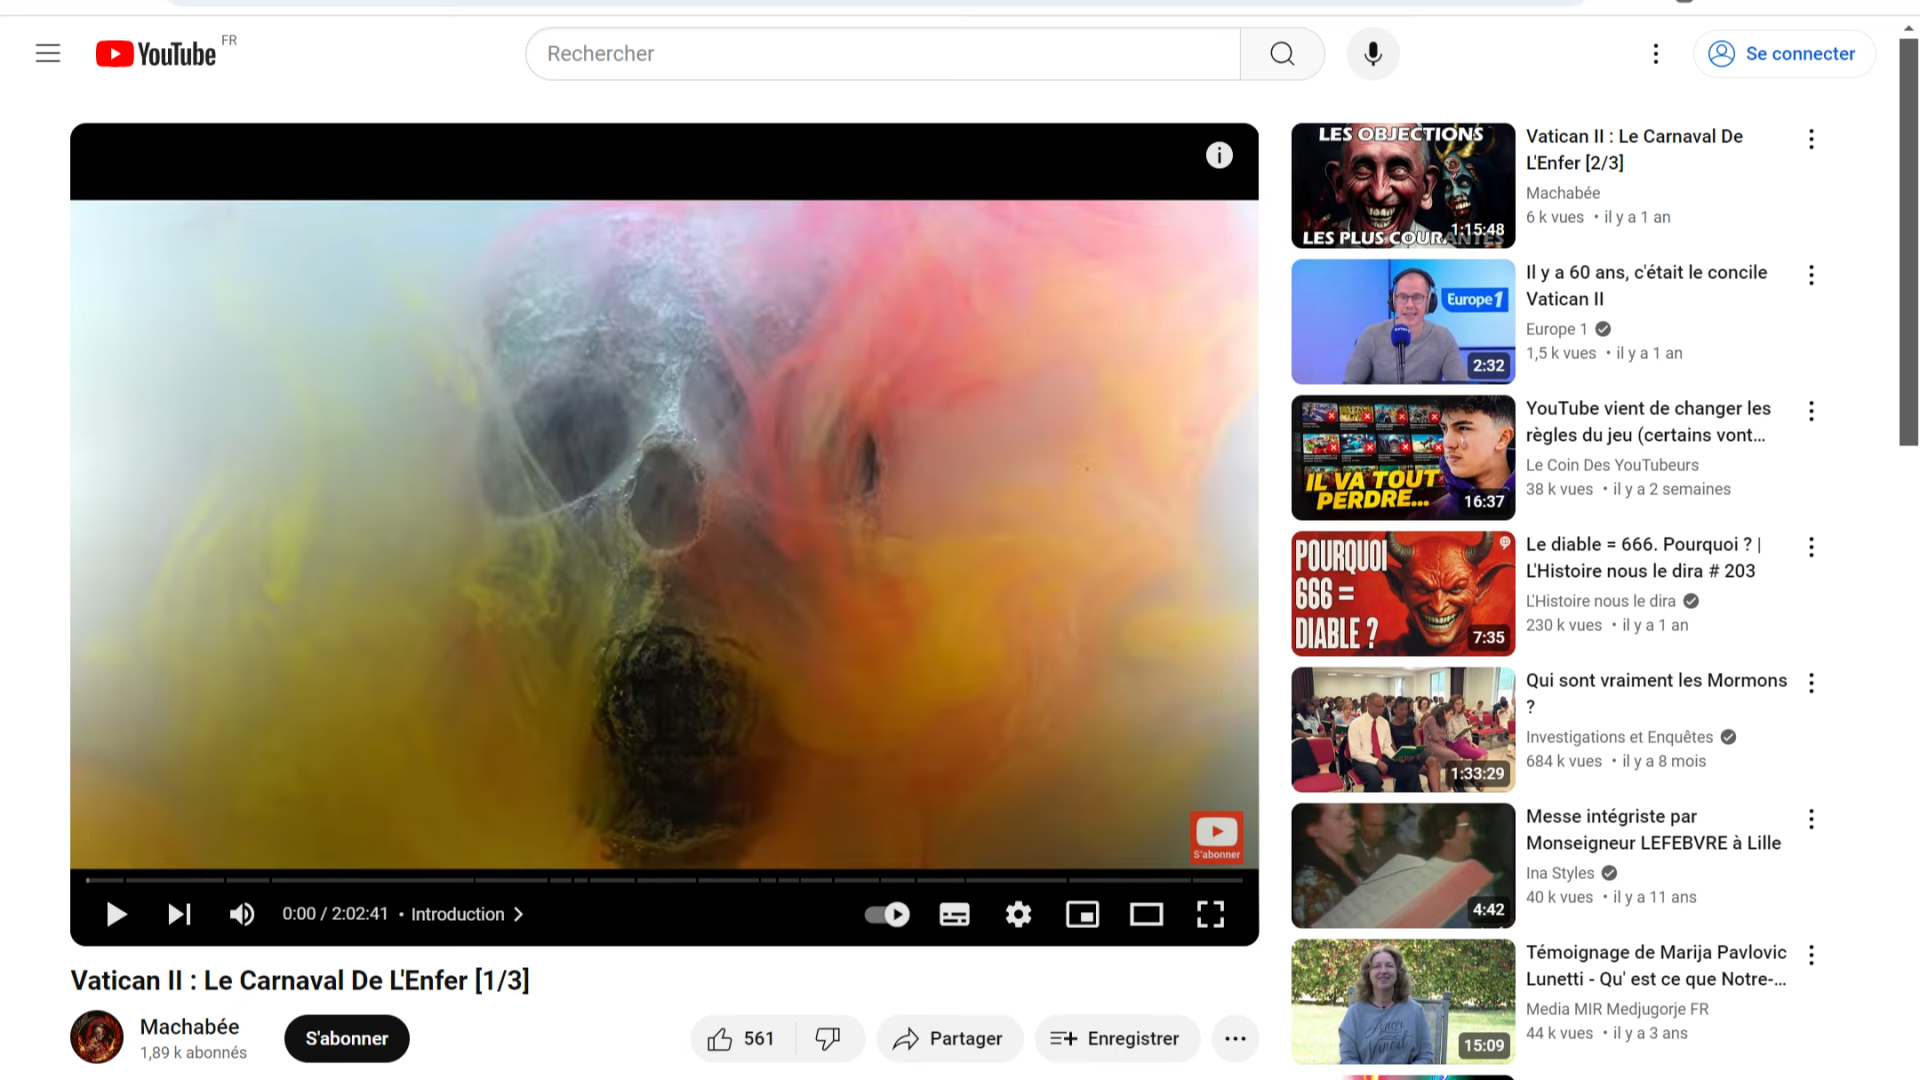 YouTube FR
Rechercher
Se connecter
S'abonner
0:00 / 2:02:41 • Introduction
Vatican II : Le Carnaval De L'Enfer [1/3]
Machabée
1,89 k abonnés
S'abonner
561
Partager
Enregistrer
LES OBJECTIONS
LES PLUS COURANTES
1:15:48
Vatican II : Le Carnaval De
L'Enfer [2/3]
Machabée
6 k vues • il y a 1 an
Europe 1
2:32
Il y a 60 ans, c'était le concile
Vatican II
Europe 1
1,5 k vues • il y a 1 an
IL VA TOUT
PERDRE...
16:37
YouTube vient de changer les
règles du jeu (certains vont...
Le Coin Des YouTubeurs
38 k vues • il y a 2 semaines
POURQUOI
666 =
DIABLE ?
7:35
Le diable = 666. Pourquoi ? |
L'Histoire nous le dira # 203
L'Histoire nous le dira
230 k vues • il y a 1 an
1:33:29
Qui sont vraiment les Mormons
?
Investigations et Enquêtes
684 k vues • il y a 8 mois
4:42
Messe intégriste par
Monseigneur LEFEBVRE à Lille
Ina Styles
40 k vues • il y a 11 ans
15:09
Témoignage de Marija Pavlovic
Lunetti - Qu' est ce que Notre-...
Media MIR Medjugorje FR
44 k vues • il y a 3 ans